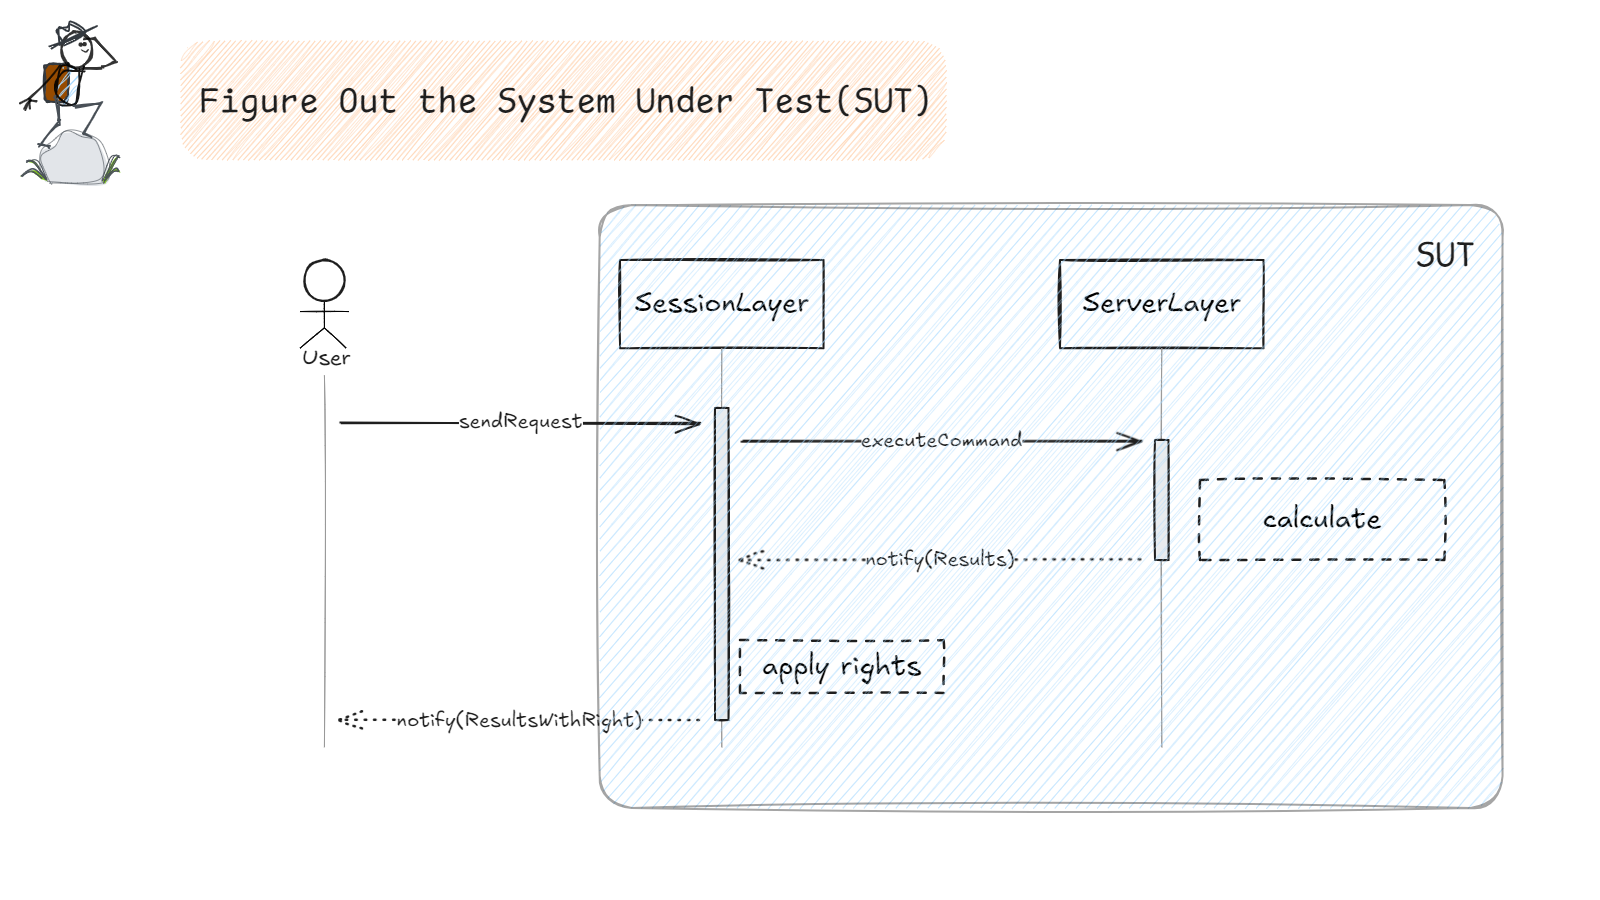 Figure Out the System Under Test(SUT)
SUT
SessionLayer
ServerLayer
User
sendRequest
executeCommand
calculate
notify(Results)
apply rights
notify(ResultsWithRight)